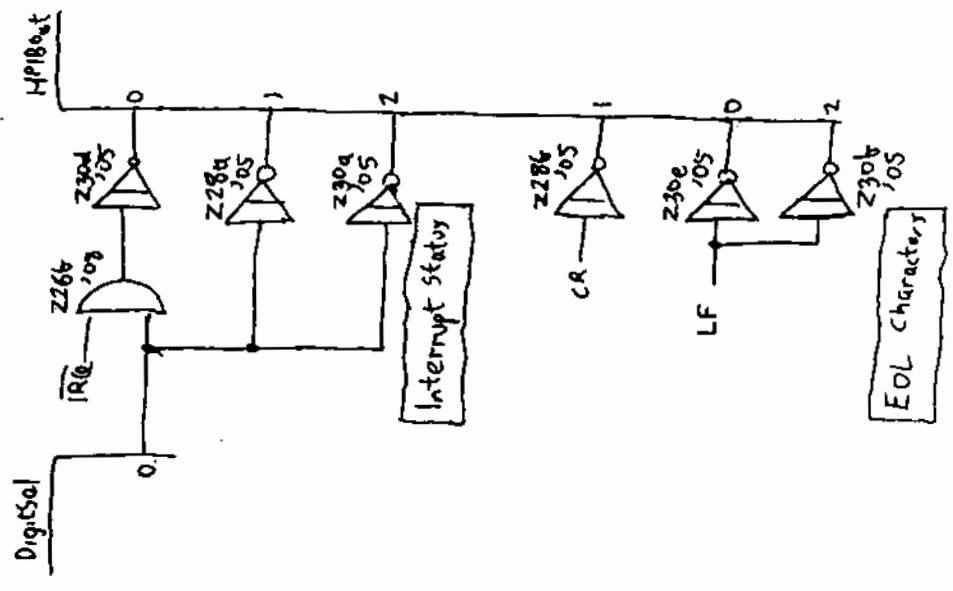 Digitsal
0
IRQ
Z26b
'08
Z30d
'05
0
HPIBOut
Z28a
'05
1
Z30a
'05
2
Interrupt Status
CR
Z28b
'05
1
LF
Z30e
'05
0
Z30b
'05
2
EOL Characters